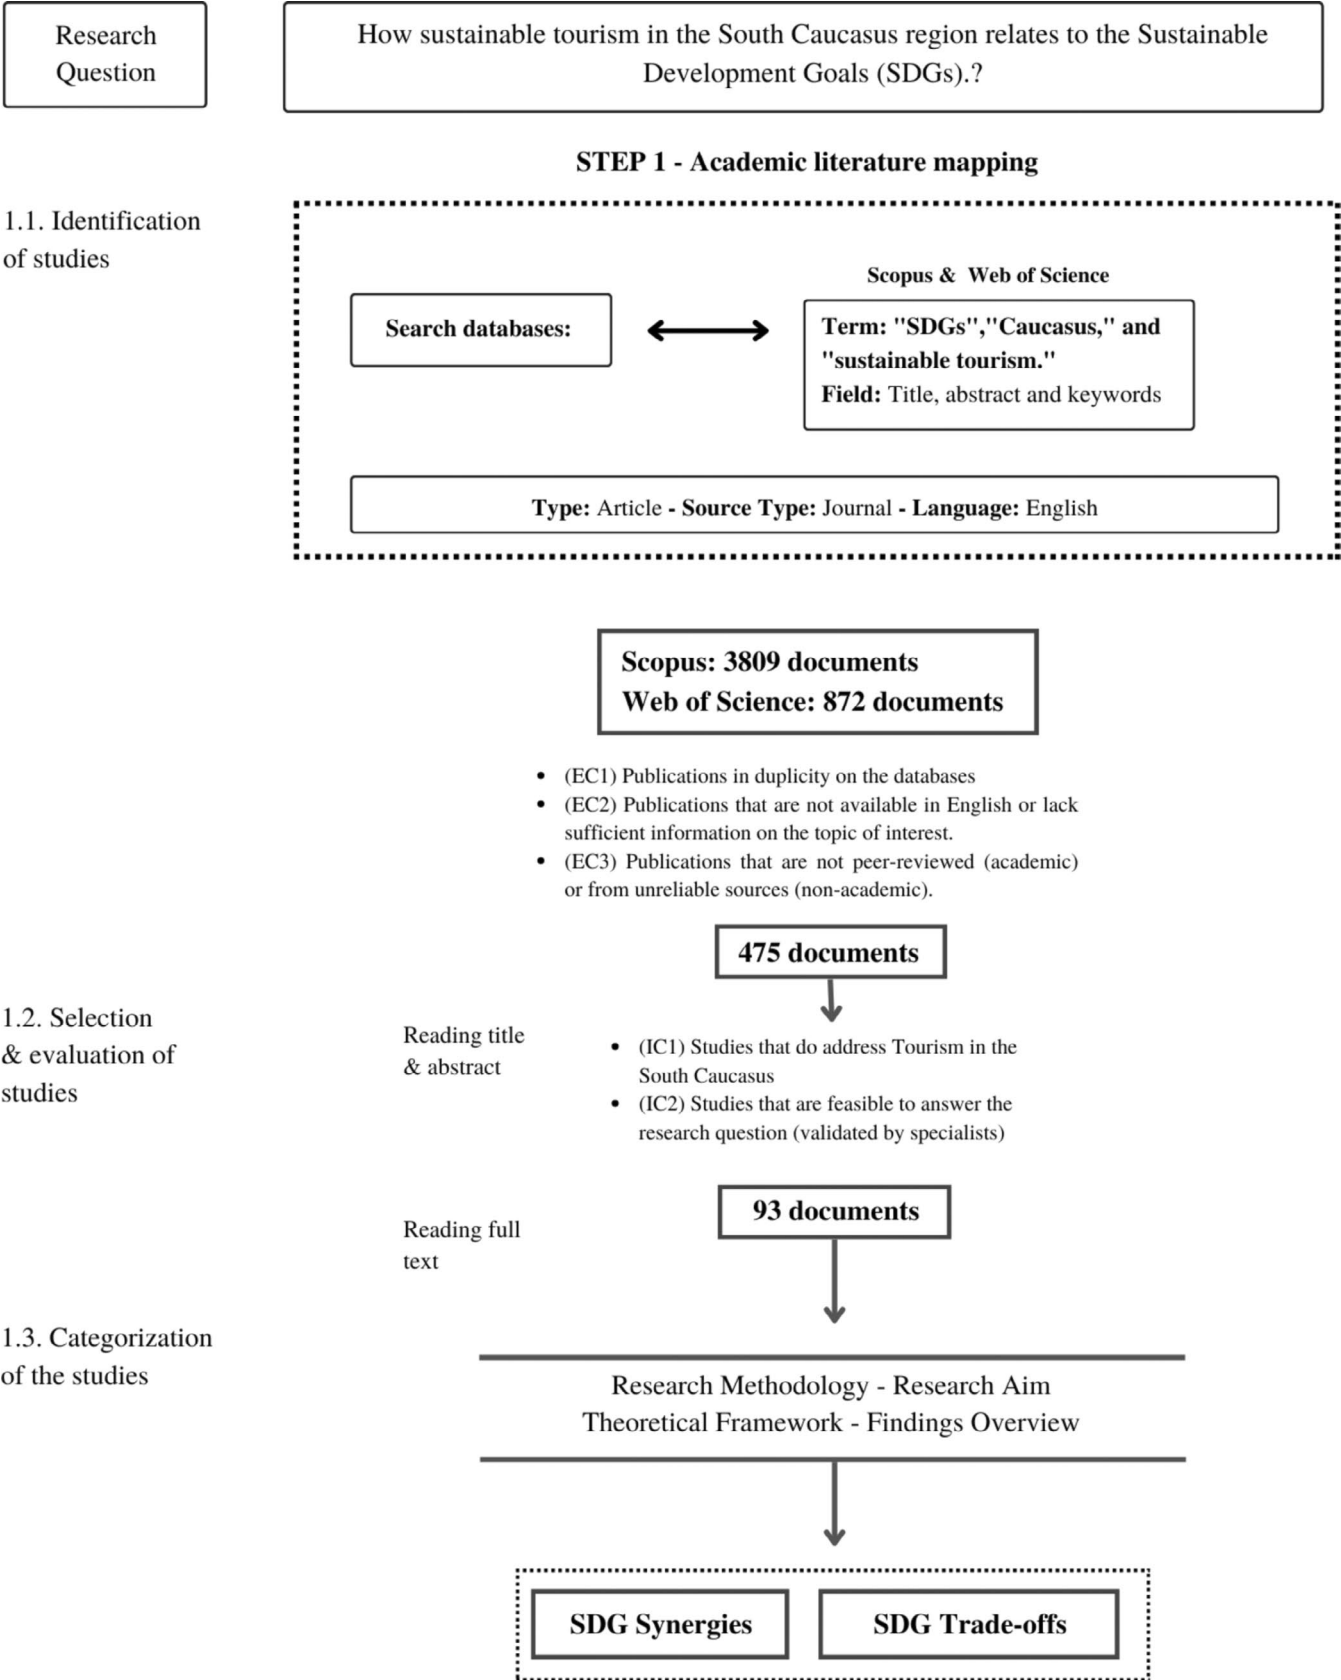 Research
Question
How sustainable tourism in the South Caucasus region relates to the Sustainable
Development Goals (SDGs).?
STEP 1 - Academic literature mapping
1.1. Identification
of studies
Scopus & Web of Science
Search databases:
Term: "SDGs","Caucasus," and
"sustainable tourism."
Field: Title, abstract and keywords
Type: Article - Source Type: Journal - Language: English
Scopus: 3809 documents
Web of Science: 872 documents
• (EC1) Publications in duplicity on the databases
• (EC2) Publications that are not available in English or lack
sufficient information on the topic of interest.
• (EC3) Publications that are not peer-reviewed (academic)
or from unreliable sources (non-academic).
475 documents
1.2. Selection
& evaluation of
studies
Reading title
& abstract
• (IC1) Studies that do address Tourism in the
South Caucasus
• (IC2) Studies that are feasible to answer the
research question (validated by specialists)
93 documents
Reading full
text
1.3. Categorization
of the studies
Research Methodology - Research Aim
Theoretical Framework - Findings Overview
SDG Synergies
SDG Trade-offs